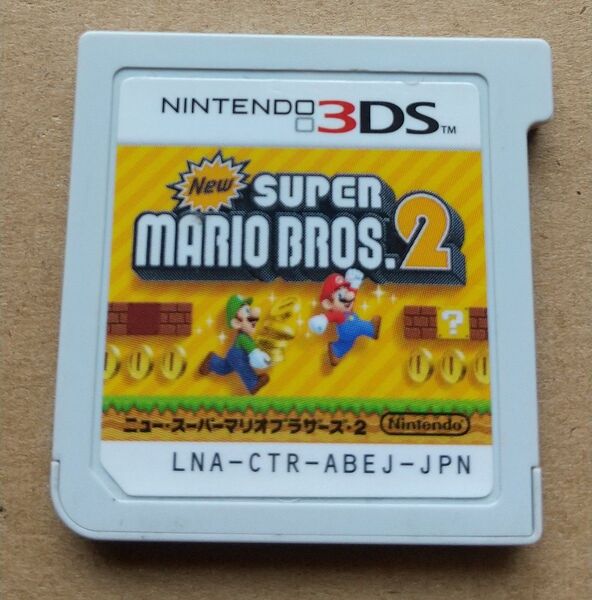 NINTENDO 3DS™
New SUPER
MARIO BROS. 2
?
ニュー・スーパーマリオブラザーズ・2
Nintendo
LNA-CTR-ABEJ-JPN